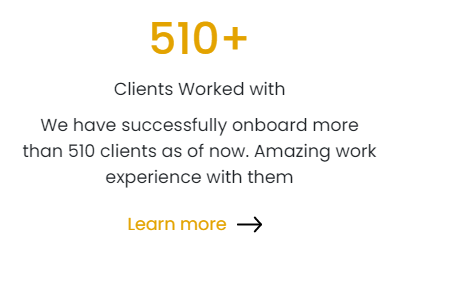 510+
Clients Worked with
We have successfully onboard more
than 510 clients as of now. Amazing work
experience with them
Learn more →